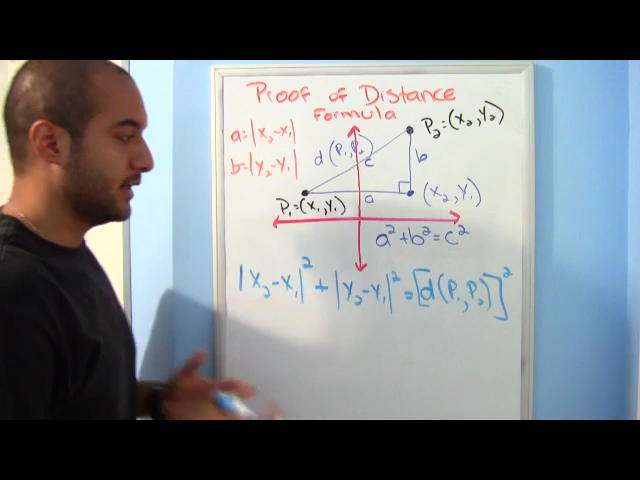 Proof of Distance
Formula
a=|x₂-x₁|
b=|y₂-y₁|
P₂=(x₂,y₂)
d(P₁,P₂)
c
b
a
(x₂,y₁)
P₁=(x₁,y₁)
a²+b²=c²
|x₂-x₁|²+|y₂-y₁|²=[d(P₁,P₂)]²